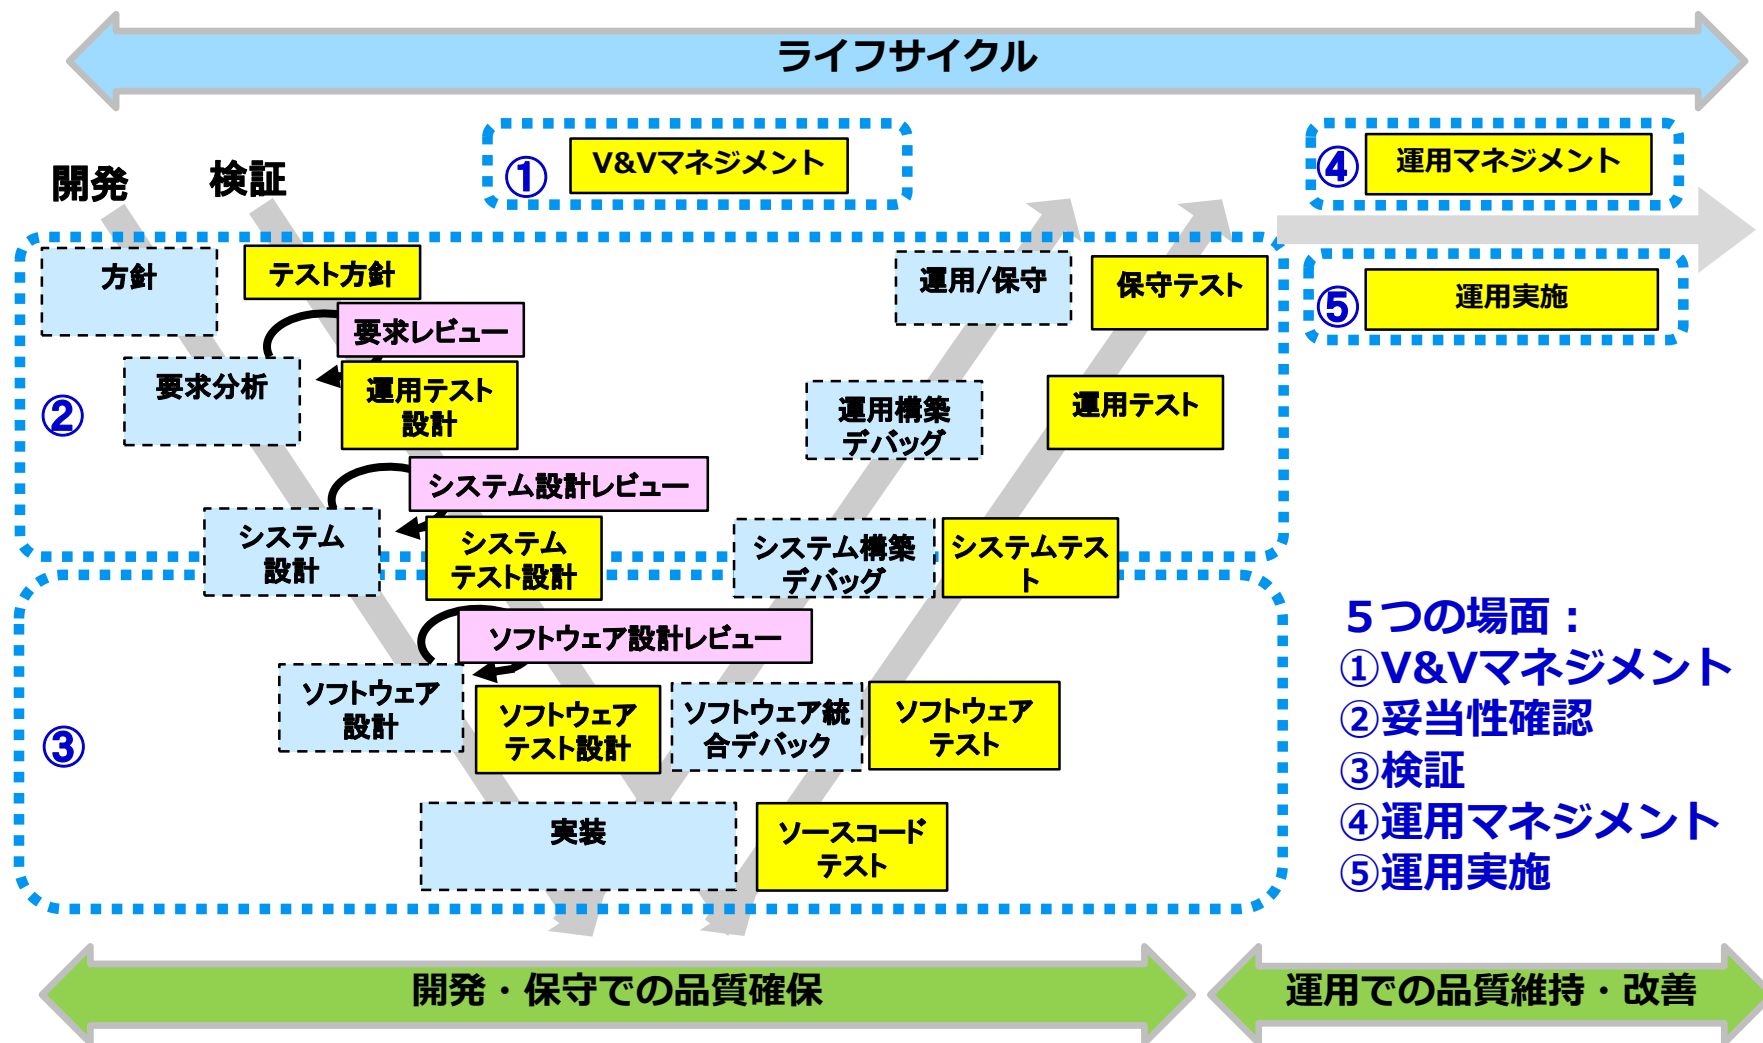 ライフサイクル
開発
検証
①
V&Vマネジメント
④
運用マネジメント
⑤
運用実施
②
方針
テスト方針
要求レビュー
要求分析
運用テスト
設計
システム設計レビュー
システム
設計
システム
テスト設計
運用/保守
保守テスト
運用構築
デバッグ
運用テスト
システム構築
デバッグ
システムテス
ト
③
ソフトウェア設計レビュー
ソフトウェア
設計
ソフトウェア
テスト設計
ソフトウェア統
合デバック
ソフトウェア
テスト
実装
ソースコード
テスト
５つの場面：
①V&Vマネジメント
②妥当性確認
③検証
④運用マネジメント
⑤運用実施
開発・保守での品質確保
運用での品質維持・改善